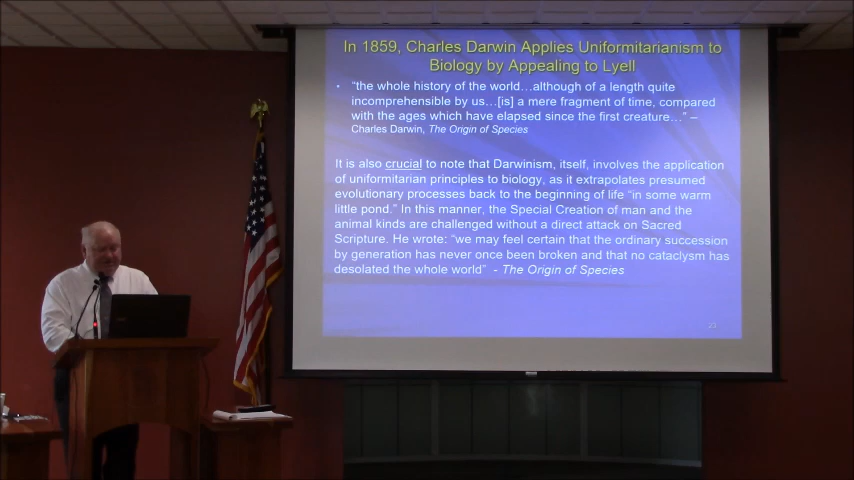 In 1859, Charles Darwin Applies Uniformitarianism to
Biology by Appealing to Lyell
• “the whole history of the world…although of a length quite
incomprehensible by us…[is] a mere fragment of time, compared
with the ages which have elapsed since the first creature…” –
Charles Darwin, The Origin of Species
It is also crucial to note that Darwinism, itself, involves the application
of uniformitarian principles to biology, as it extrapolates presumed
evolutionary processes back to the beginning of life “in some warm
little pond.” In this manner, the Special Creation of man and the
animal kinds are challenged without a direct attack on Sacred
Scripture. He wrote: “we may feel certain that the ordinary succession
by generation has never once been broken and that no cataclysm has
desolated the whole world” - The Origin of Species
23